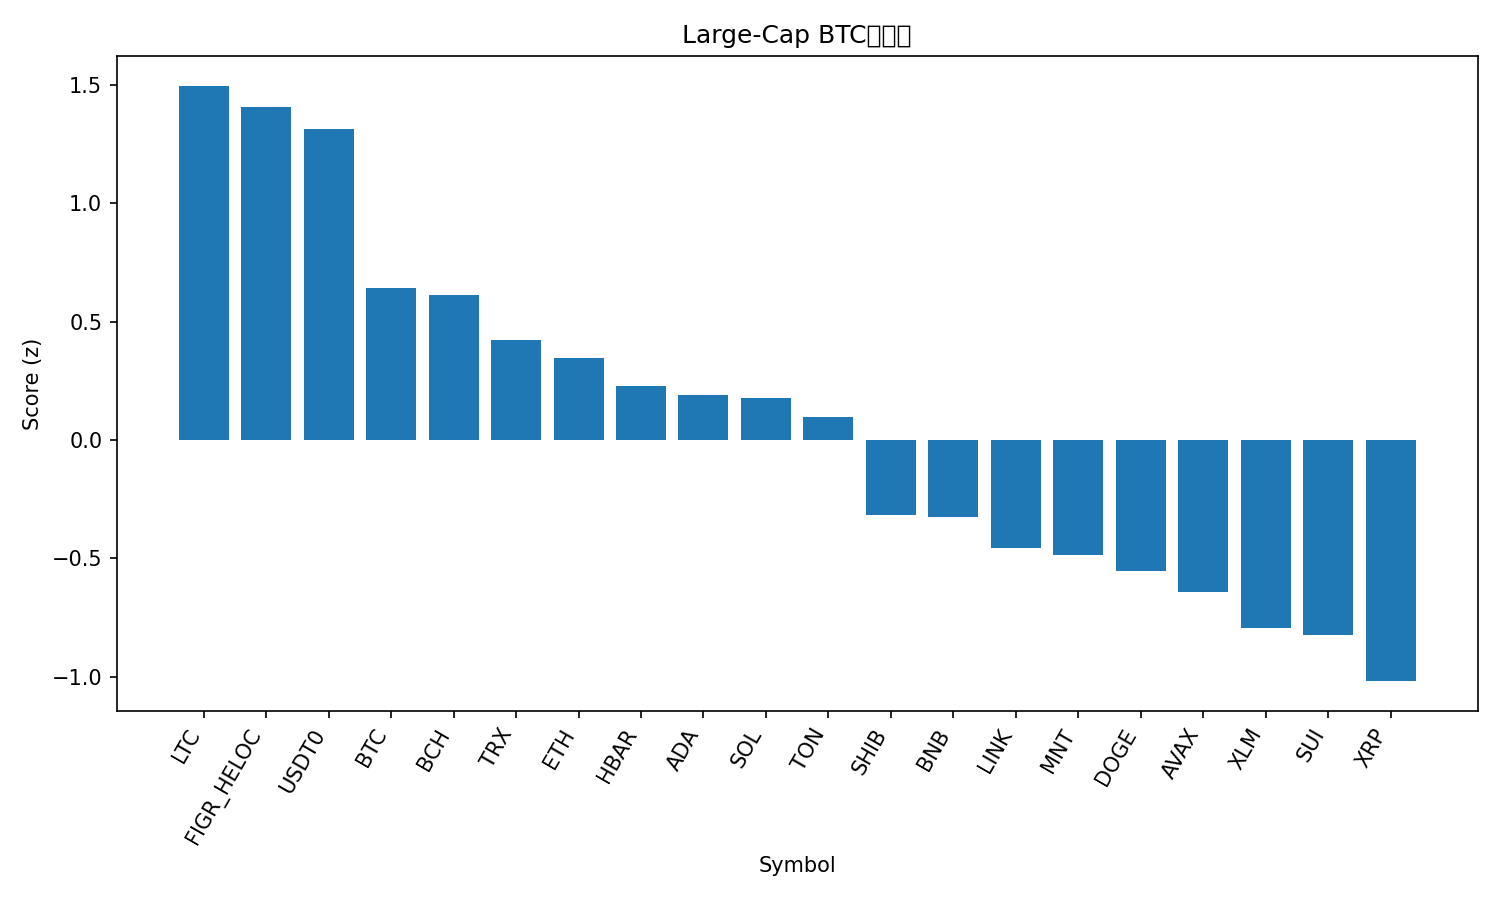 Large-Cap BTC
Score (z)
1.5
1.0
0.5
0.0
−0.5
−1.0
LTC
FIGR_HELOC
USDT0
BTC
BCH
TRX
ETH
HBAR
ADA
SOL
TON
SHIB
BNB
LINK
MNT
DOGE
AVAX
XLM
SUI
XRP
Symbol